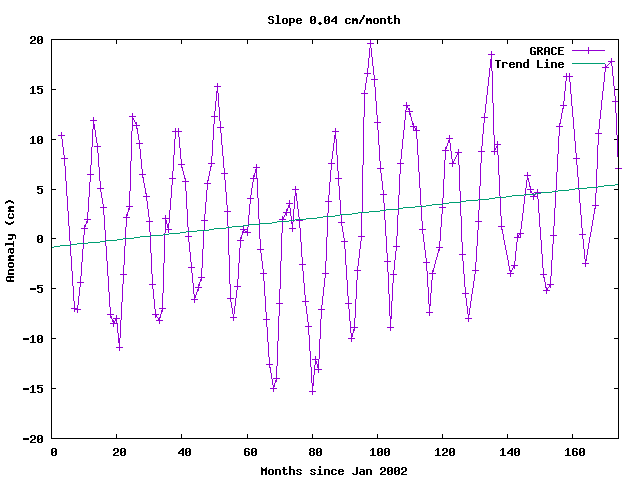 Slope 0.04 cm/month
GRACE
Trend Line
20
15
10
5
0
-5
-10
-15
-20
Anomaly (cm)
0 20 40 60 80 100 120 140 160
Months since Jan 2002